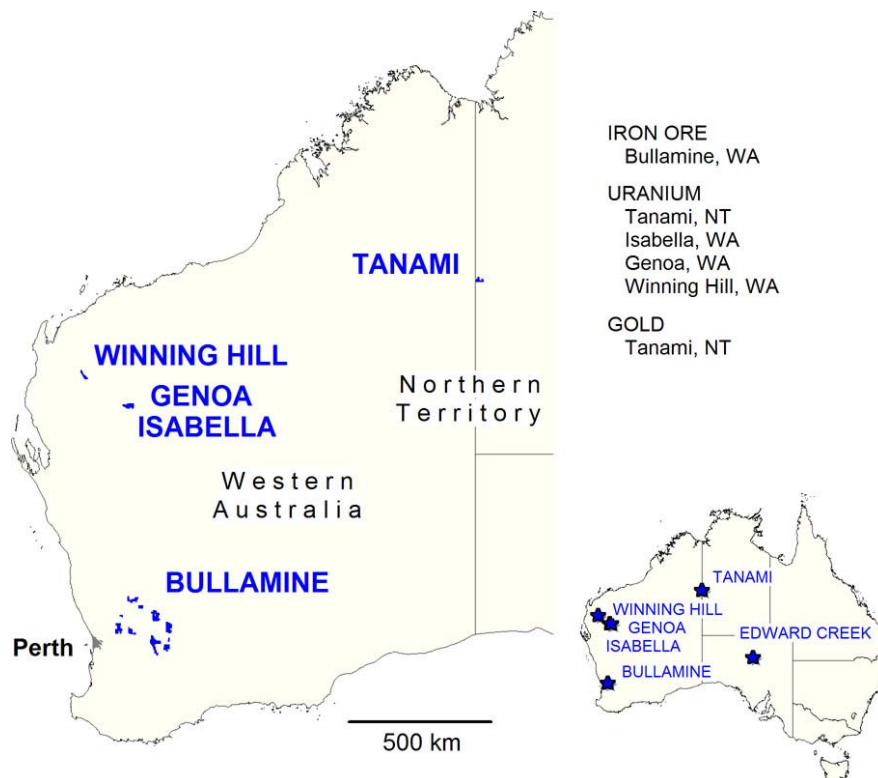 TANAMI
WINNING HILL
GENOA
ISABELLA
Northern
Territory
Western
Australia
BULLAMINE
Perth
500 km
IRON ORE
Bullamine, WA
URANIUM
Tanami, NT
Isabella, WA
Genoa, WA
Winning Hill, WA
GOLD
Tanami, NT
TANAMI
WINNING HILL
GENOA
ISABELLA
EDWARD CREEK
BULLAMINE